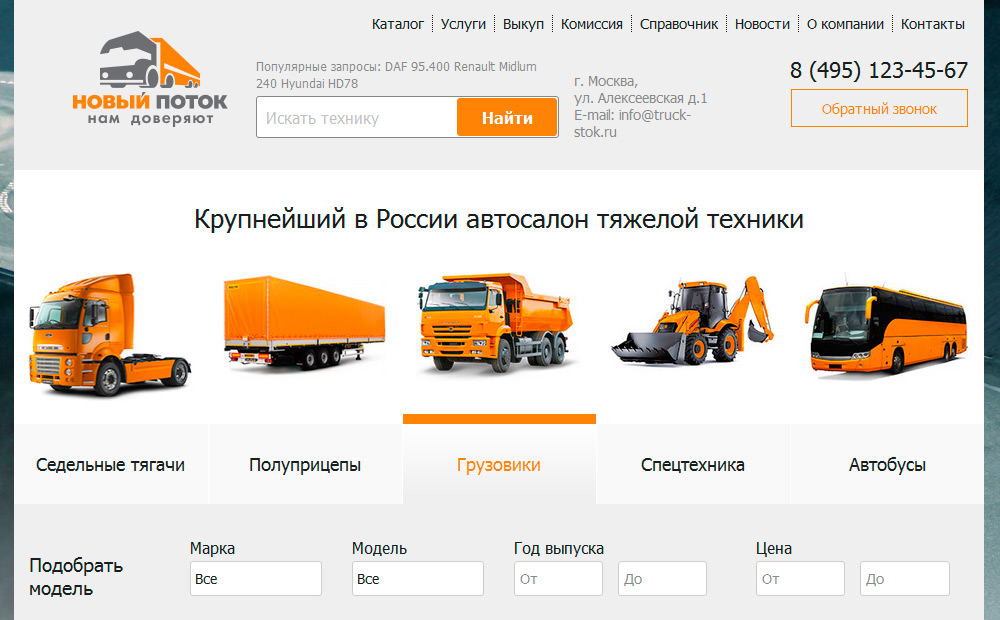 Каталог Услуги Выкуп Комиссия Справочник Новости О компании Контакты
НОВЫЙ ПОТОК
нам доверяют
Популярные запросы: DAF 95.400 Renault Midlum
240 Hyundai HD78
Искать технику Найти
г. Москва,
ул. Алексеевская д.1
E-mail: info@truck-
stok.ru
8 (495) 123-45-67
Обратный звонок
Крупнейший в России автосалон тяжелой техники
Седельные тягачи Полуприцепы Грузовики Спецтехника Автобусы
Подобрать
модель
Марка Модель Год выпуска Цена
Все Все От До От До